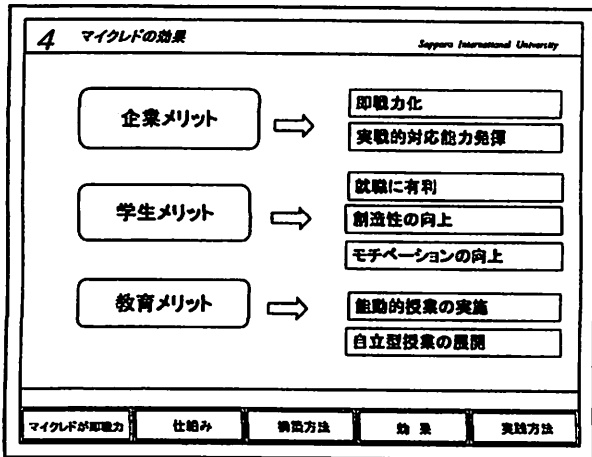 4 マイクレドの効果
Sapporo International University
企業メリット
即戦力化
実戦的対応能力発揮
学生メリット
就職に有利
創造性の向上
モチベーションの向上
教育メリット
能動的授業の実施
自立型授業の展開
マイクレドが即戦力
仕組み
構築方法
効 果
実践方法